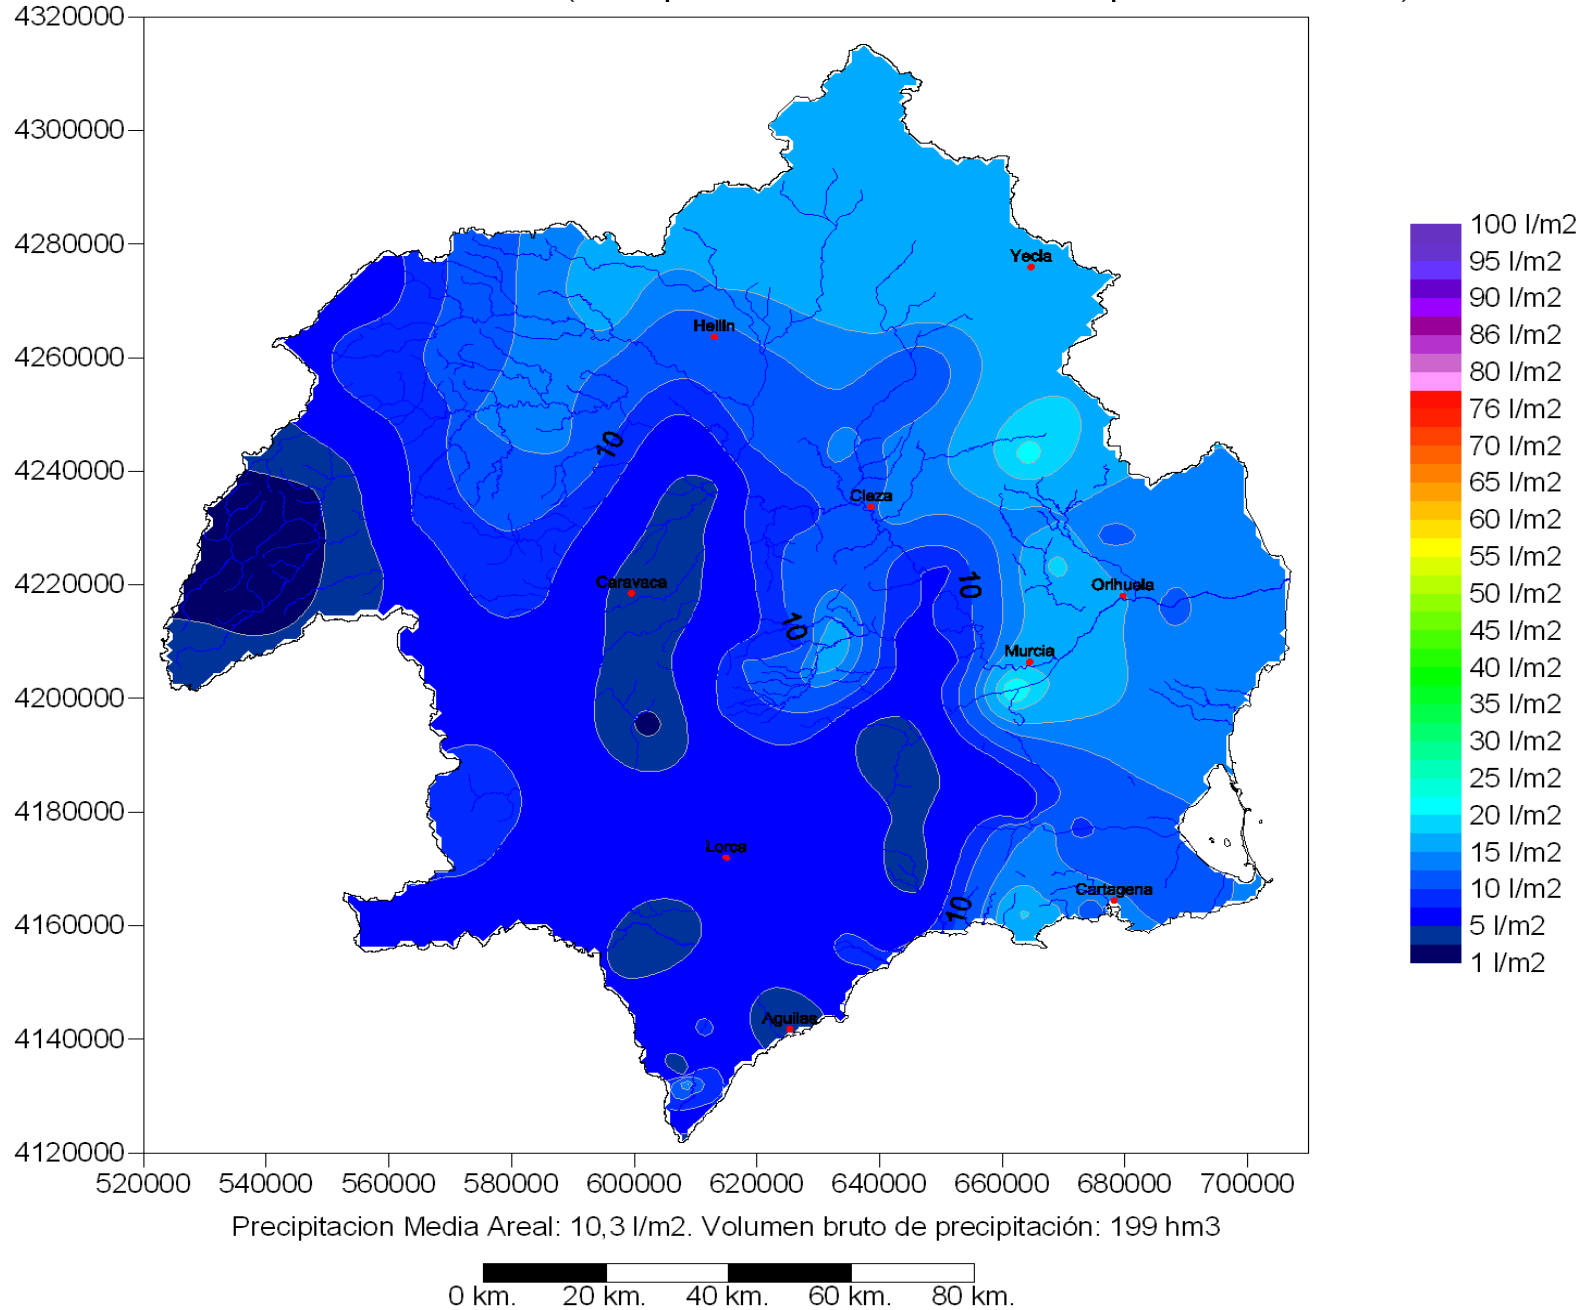 4320000
4300000
4280000
4260000
4240000
4220000
4200000
4180000
4160000
4140000
4120000
520000 540000 560000 580000 600000 620000 640000 660000 680000 700000
Yecla
Hellin
10
Cieza
Caravaca
10
Orihuela
10
Murcia
Lorca
Cartagena
10
Aguilas
100 l/m2
95 l/m2
90 l/m2
86 l/m2
80 l/m2
76 l/m2
70 l/m2
65 l/m2
60 l/m2
55 l/m2
50 l/m2
45 l/m2
40 l/m2
35 l/m2
30 l/m2
25 l/m2
20 l/m2
15 l/m2
10 l/m2
5 l/m2
1 l/m2
Precipitacion Media Areal: 10,3 l/m2. Volumen bruto de precipitación: 199 hm3
0 km. 20 km. 40 km. 60 km. 80 km.